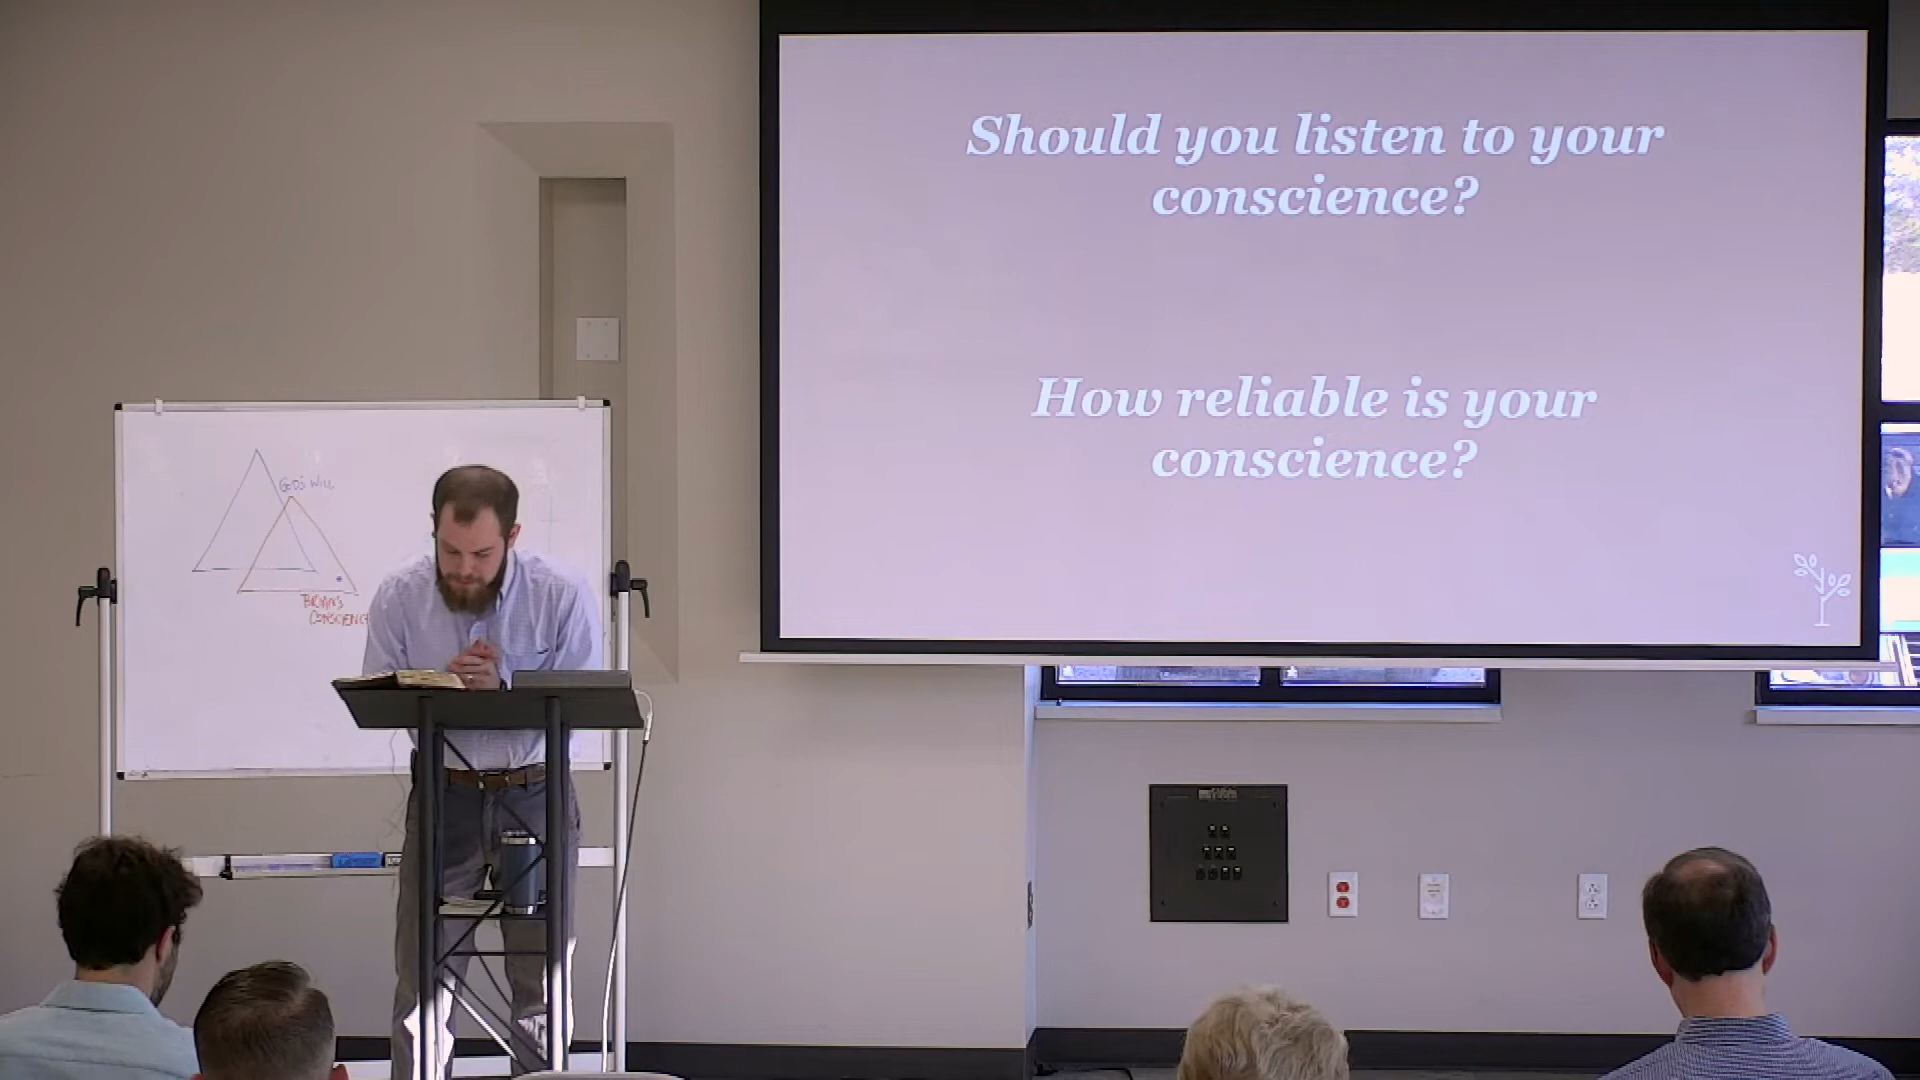 Should you listen to your
conscience?
How reliable is your
conscience?
GOD'S WILL
CONSCIENCE